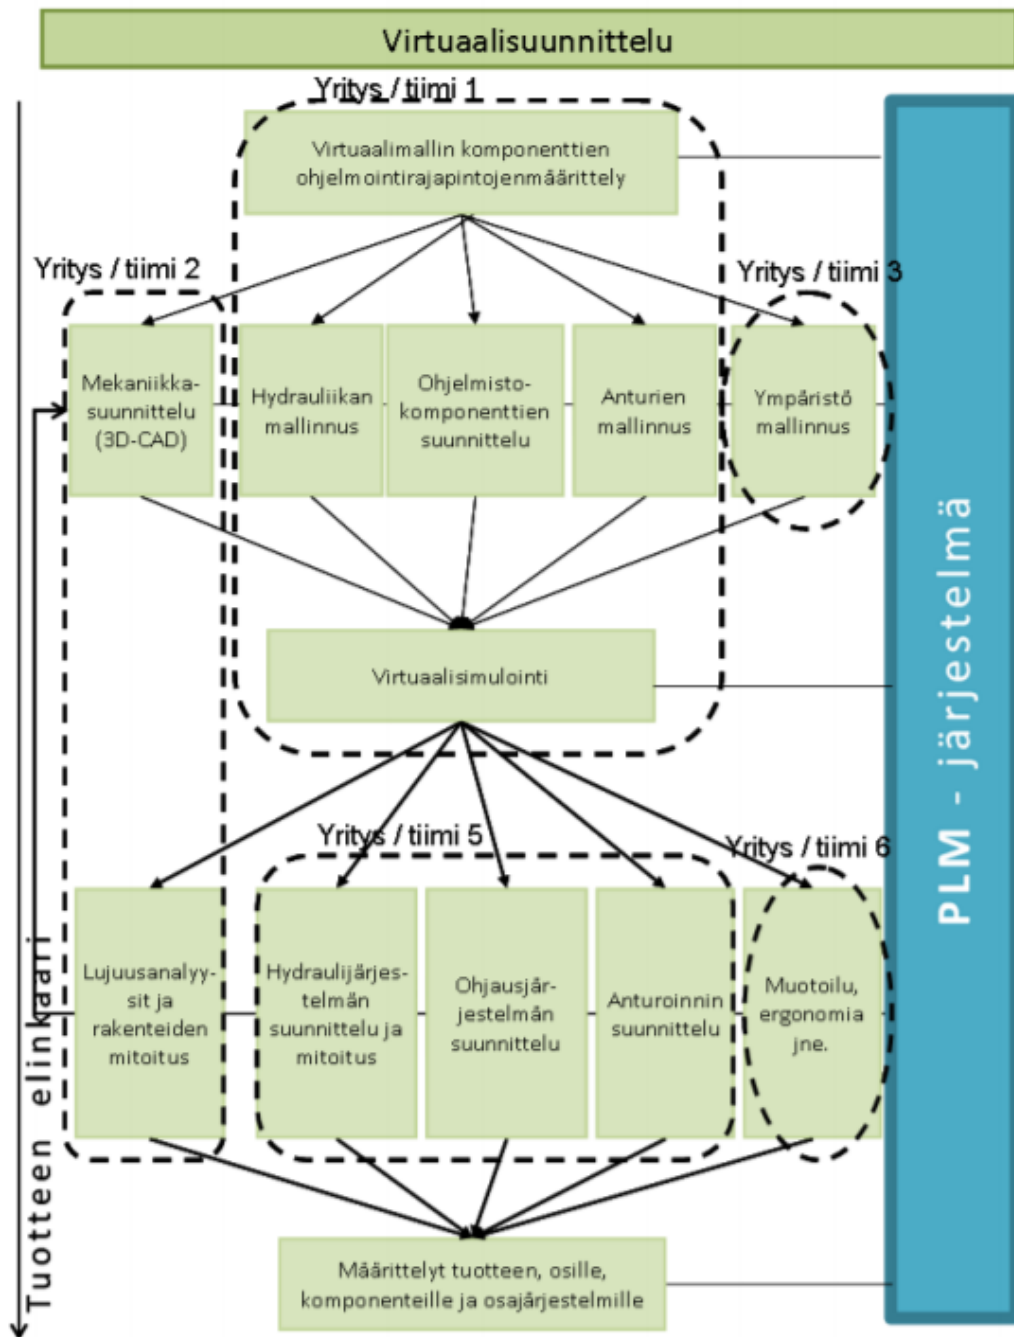 Virtuaalisuunnittelu
Yritys / tiimi 1
Virtuaalimallin komponenttien
ohjelmointirajapintojenmäärittely
Yritys / tiimi 2
Yritys / tiimi 3
Mekaniikka-
suunnittelu
(3D-CAD)
Hydrauliikan
mallinnus
Ohjelmisto-
komponenttien
suunnittelu
Anturien
mallinnus
Ympäristö
mallinnus
Virtuaalisimulointi
Yritys / tiimi 5
Yritys / tiimi 6
Lujuusanalyy-
sit ja
rakenteiden
mitoitus
Hydraulijärjes-
telmän
suunnittelu ja
mitoitus
Ohjausjär-
jestelmän
suunnittelu
Anturoinnin
suunnittelu
Muotoilu,
ergonomia
jne.
Määrittelyt tuotteen, osille,
komponenteille ja osajärjestelmille
Tuotteen elinkaari
PLM - järjestelmä